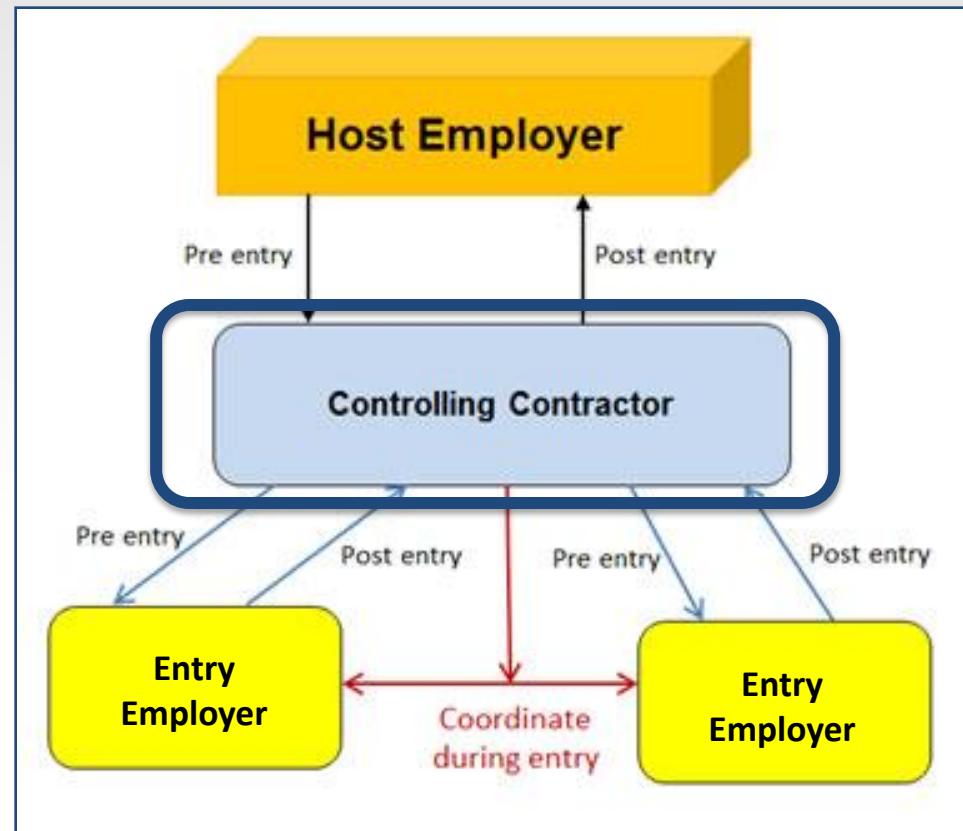 Host Employer
Pre entry
Post entry
Controlling Contractor
Pre entry
Post entry
Pre entry
Post entry
Entry
Employer
Coordinate
during entry
Entry
Employer